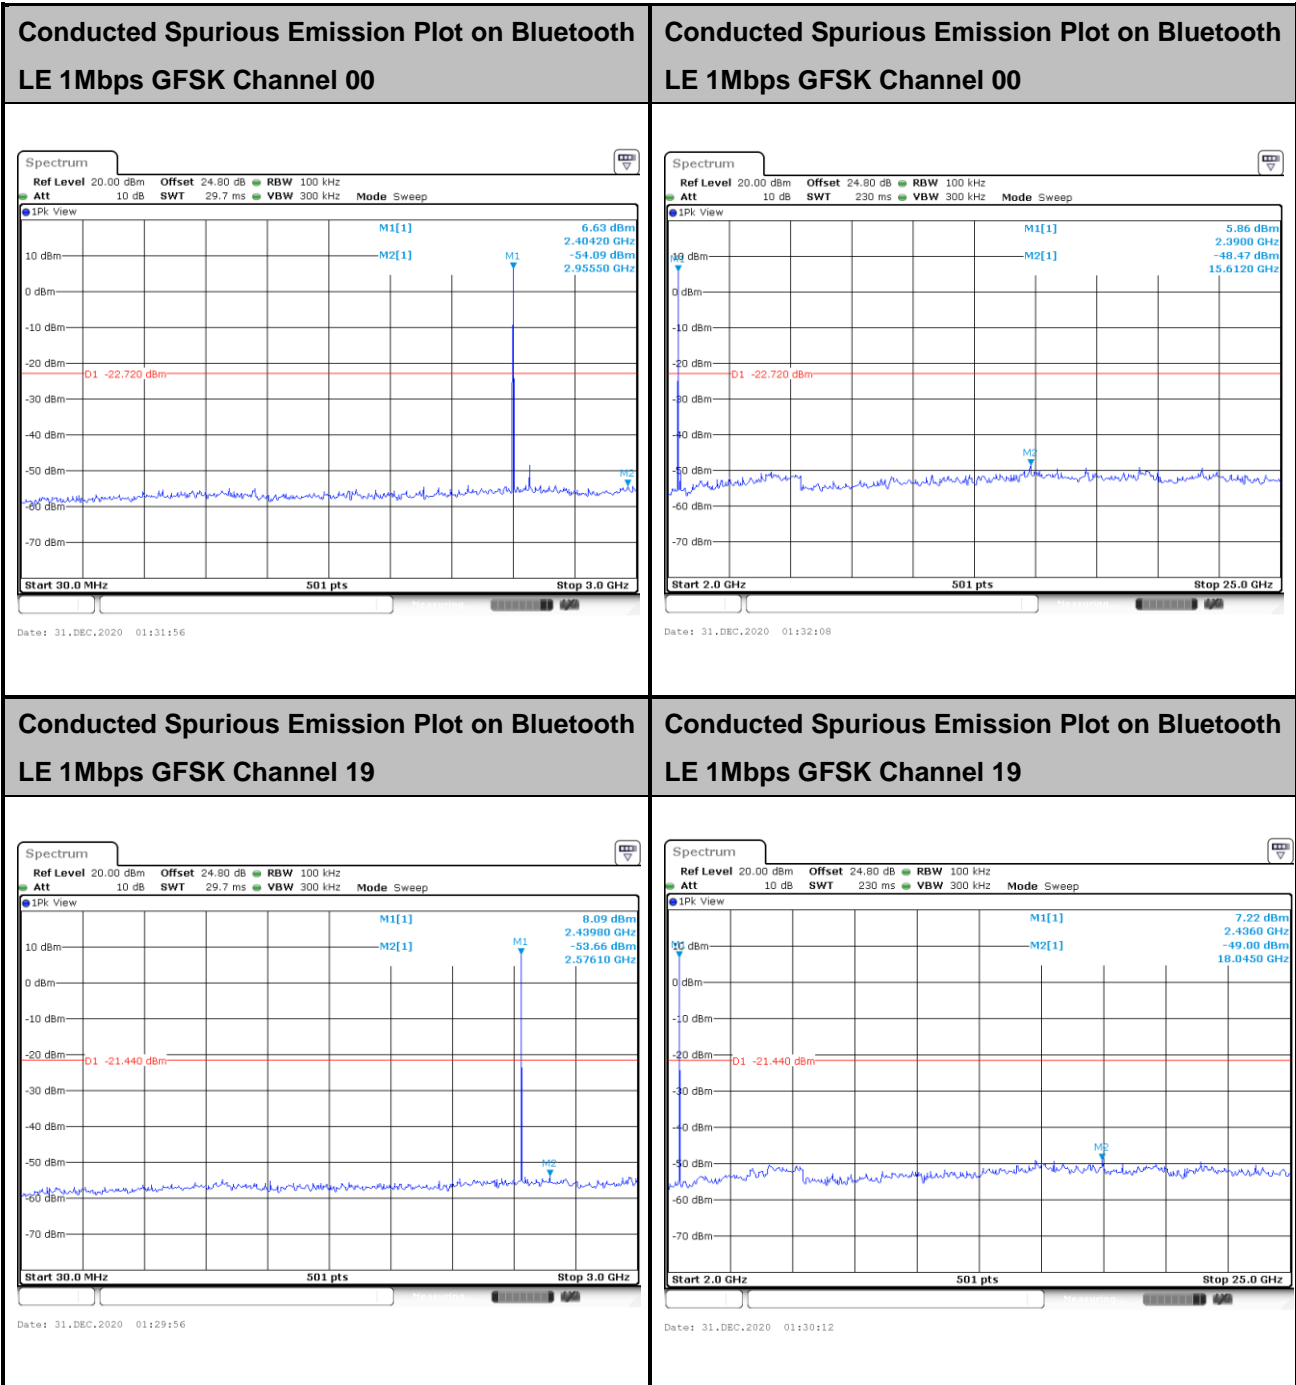 Conducted Spurious Emission Plot on Bluetooth
LE 1Mbps GFSK Channel 00
Spectrum
Ref Level 20.00 dBm Offset 24.80 dB RBW 100 kHz
Att 10 dB SWT 29.7 ms VBW 300 kHz Mode Sweep
1Pk View
M1[1] 6.63 dBm
2.40420 GHz
10 dBm M2[1] M1 -54.09 dBm
2.95550 GHz
0 dBm
-10 dBm
-20 dBm
D1 -22.720 dBm
-30 dBm
-40 dBm
-50 dBm
M2
-60 dBm
-70 dBm
Start 30.0 MHz 501 pts Stop 3.0 GHz
Date: 31.DEC.2020 01:31:56
Conducted Spurious Emission Plot on Bluetooth
LE 1Mbps GFSK Channel 00
Spectrum
Ref Level 20.00 dBm Offset 24.80 dB RBW 100 kHz
Att 10 dB SWT 230 ms VBW 300 kHz Mode Sweep
1Pk View
M1[1] 5.86 dBm
2.3900 GHz
10 dBm M2[1] -48.47 dBm
15.6120 GHz
0 dBm
-10 dBm
-20 dBm
D1 -22.720 dBm
-30 dBm
-40 dBm
M2
-50 dBm
-60 dBm
-70 dBm
Start 2.0 GHz 501 pts Stop 25.0 GHz
Date: 31.DEC.2020 01:32:08
Conducted Spurious Emission Plot on Bluetooth
LE 1Mbps GFSK Channel 19
Spectrum
Ref Level 20.00 dBm Offset 24.80 dB RBW 100 kHz
Att 10 dB SWT 29.7 ms VBW 300 kHz Mode Sweep
1Pk View
M1[1] 8.09 dBm
2.43980 GHz
10 dBm M2[1] M1 -53.66 dBm
2.57610 GHz
0 dBm
-10 dBm
-20 dBm
D1 -21.440 dBm
-30 dBm
-40 dBm
-50 dBm
M2
-60 dBm
-70 dBm
Start 30.0 MHz 501 pts Stop 3.0 GHz
Date: 31.DEC.2020 01:29:56
Conducted Spurious Emission Plot on Bluetooth
LE 1Mbps GFSK Channel 19
Spectrum
Ref Level 20.00 dBm Offset 24.80 dB RBW 100 kHz
Att 10 dB SWT 230 ms VBW 300 kHz Mode Sweep
1Pk View
M1[1] 7.22 dBm
2.4360 GHz
10 dBm M2[1] -49.00 dBm
18.0450 GHz
0 dBm
-10 dBm
-20 dBm
D1 -21.440 dBm
-30 dBm
-40 dBm
M2
-50 dBm
-60 dBm
-70 dBm
Start 2.0 GHz 501 pts Stop 25.0 GHz
Date: 31.DEC.2020 01:30:12